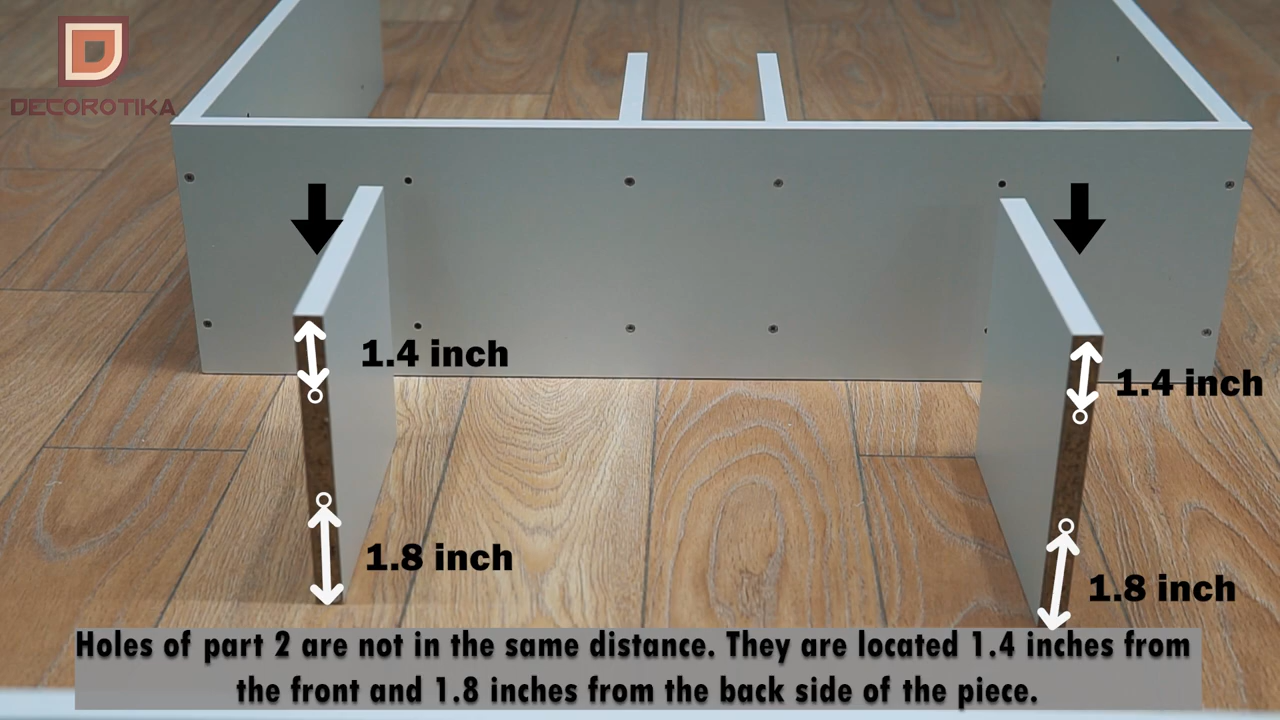 DECOROTIKA
1.4 inch
1.4 inch
1.8 inch
1.8 inch
Holes of part 2 are not in the same distance. They are located 1.4 inches from
the front and 1.8 inches from the back side of the piece.